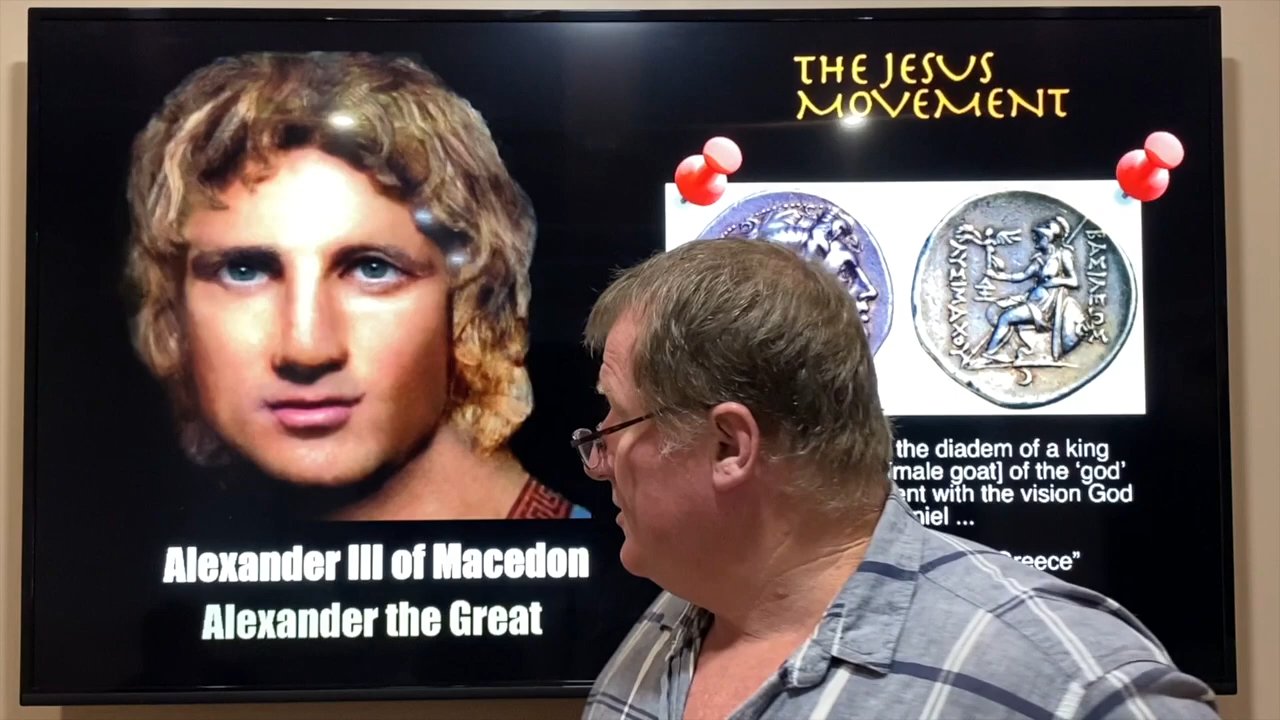 THE JESUS
MOVEMENT
ΒΑΣΙΛΕΩΣ
ΛΥΣΙΜΑΧΟΥ
the diadem of a king
[male goat] of the ‘god’
ent with the vision God
niel ...
reece”
Alexander III of Macedon
Alexander the Great